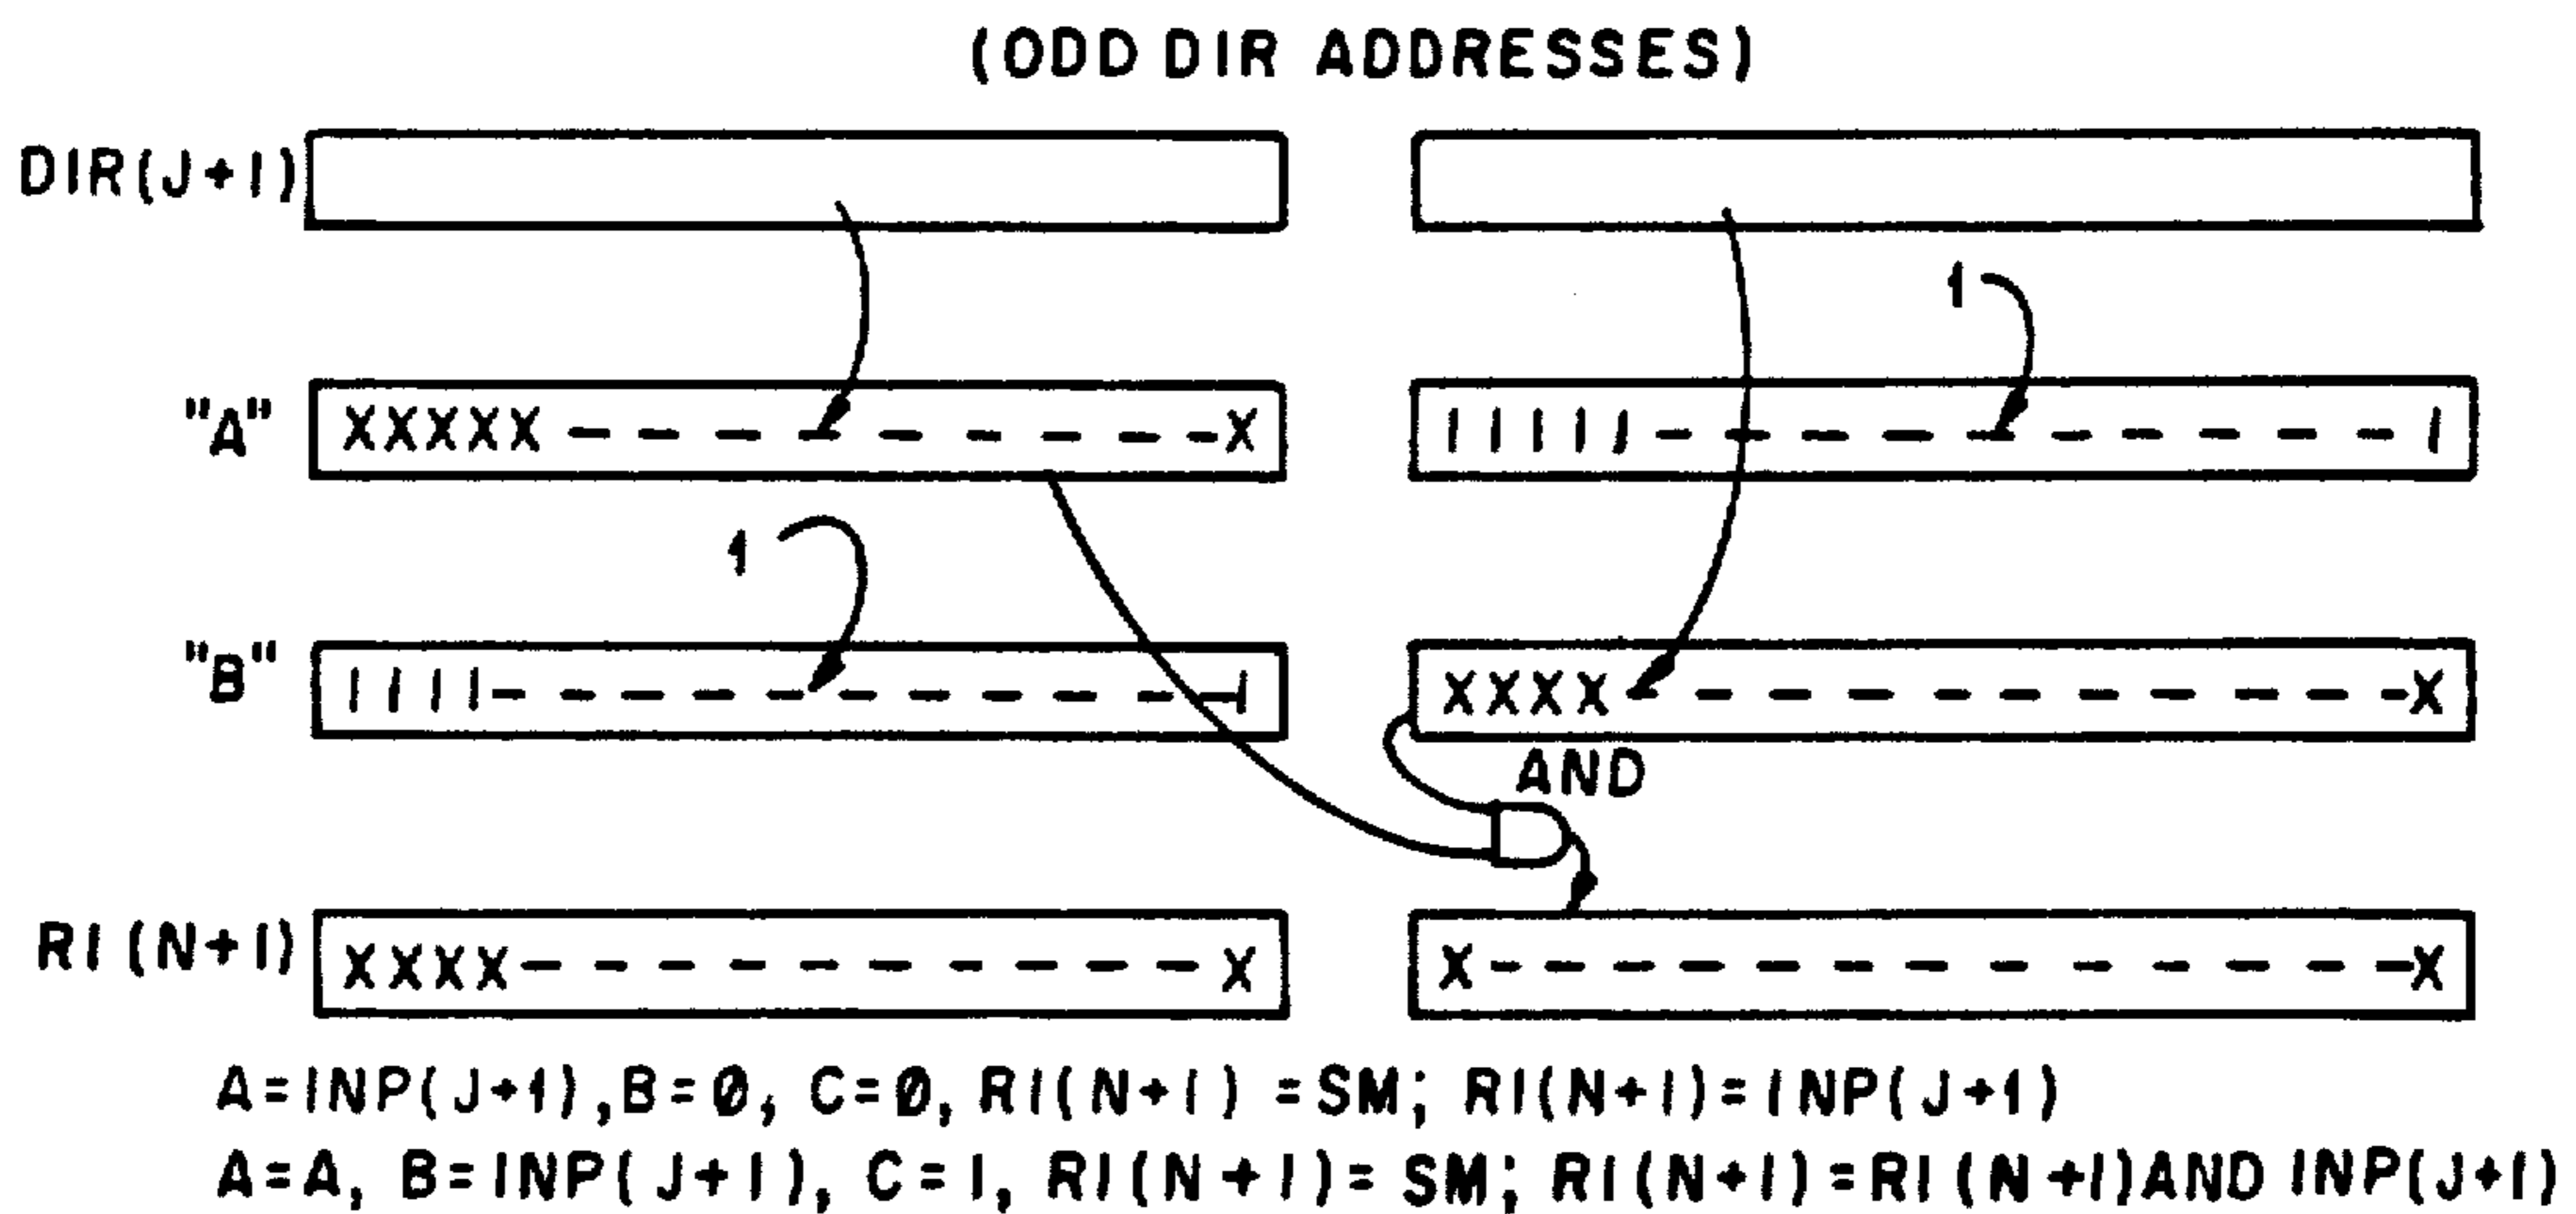 (ODD DIR ADDRESSES)
DIR(J+1)
1
"A" XXXXX - - - - - - - - - X 11111 - - - - - - - - - - 1
1
"B" 1111 - - - - - - - - - - 1 XXXX - - - - - - - - - - X
AND
RI (N+1) XXXX - - - - - - - - - - X X - - - - - - - - - - - - - X
A=INP(J+1), B=Ø, C=Ø, RI(N+1) =SM; RI(N+1)=INP(J+1)
A=A, B=INP(J+1), C=1, RI(N+1)= SM; RI(N+1)=RI(N+1)AND INP(J+1)